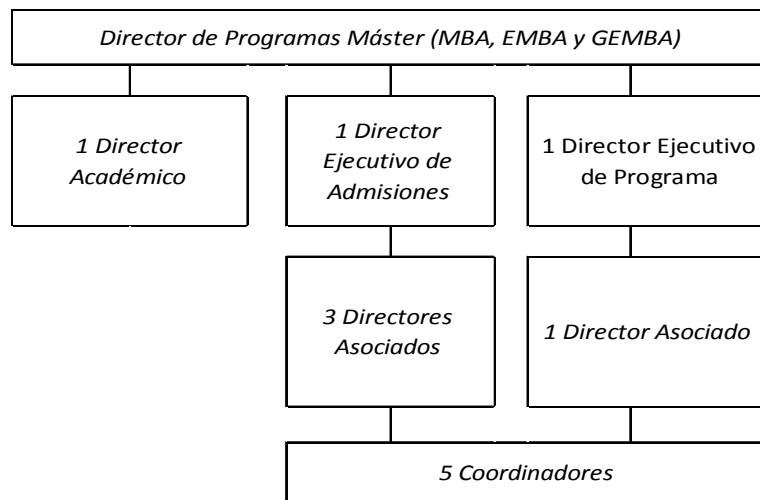 Director de Programas Máster (MBA, EMBA y GEMBA)
1 Director
Académico
1 Director
Ejecutivo de
Admisiones
1 Director Ejecutivo
de Programa
3 Directores
Asociados
1 Director Asociado
5 Coordinadores